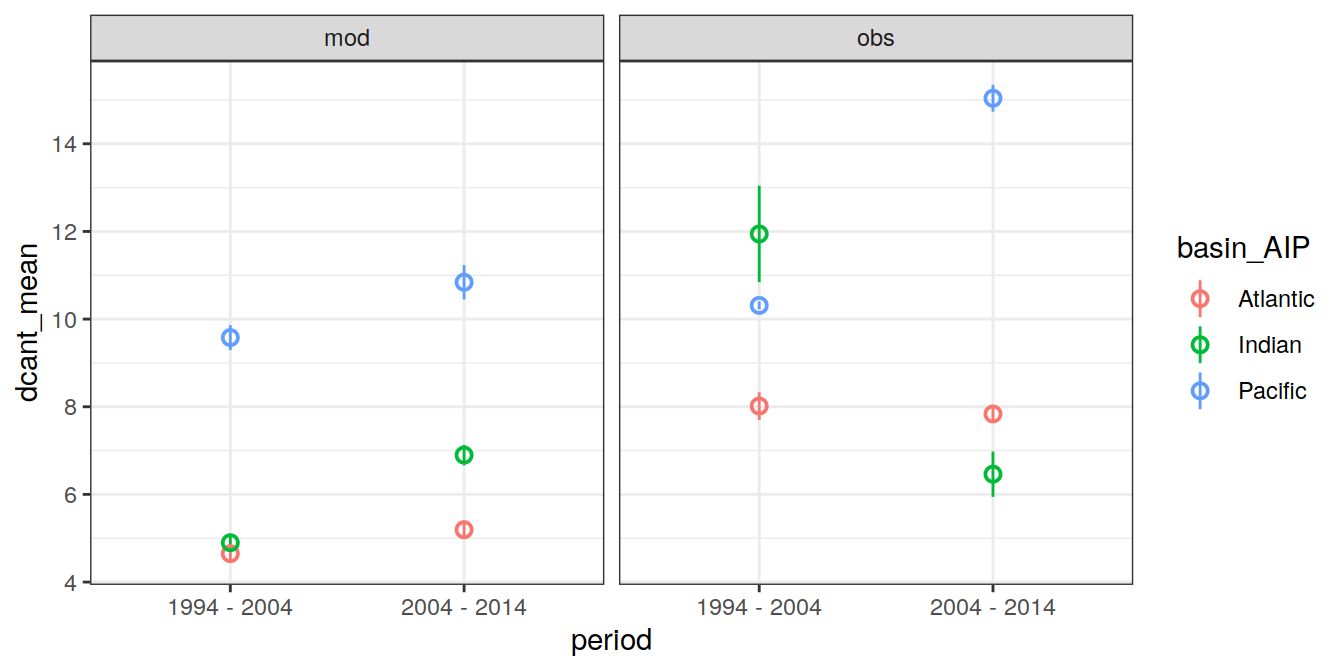 mod
obs
dcant_mean
14
12
10
8
6
4
1994 - 2004
2004 - 2014
1994 - 2004
2004 - 2014
period
basin_AIP
Atlantic
Indian
Pacific